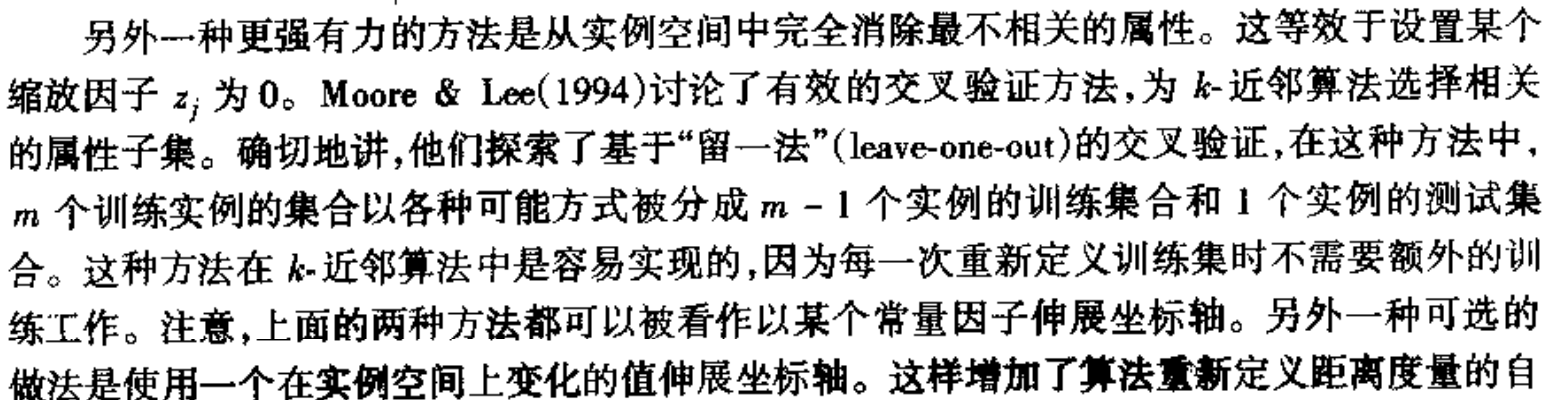 另外一种更强有力的方法是从实例空间中完全消除最不相关的属性。这等效于设置某个
缩放因子 z_j 为0。Moore & Lee(1994)讨论了有效的交叉验证方法,为 k-近邻算法选择相关
的属性子集。确切地讲,他们探索了基于“留一法”(leave-one-out)的交叉验证,在这种方法中,
m 个训练实例的集合以各种可能方式被分成 m - 1 个实例的训练集合和 1 个实例的测试集
合。这种方法在 k-近邻算法中是容易实现的,因为每一次重新定义训练集时不需要额外的训
练工作。注意,上面的两种方法都可以被看作以某个常量因子伸展坐标轴。另外一种可选的
做法是使用一个在实例空间上变化的值伸展坐标轴。这样增加了算法重新定义距离度量的自